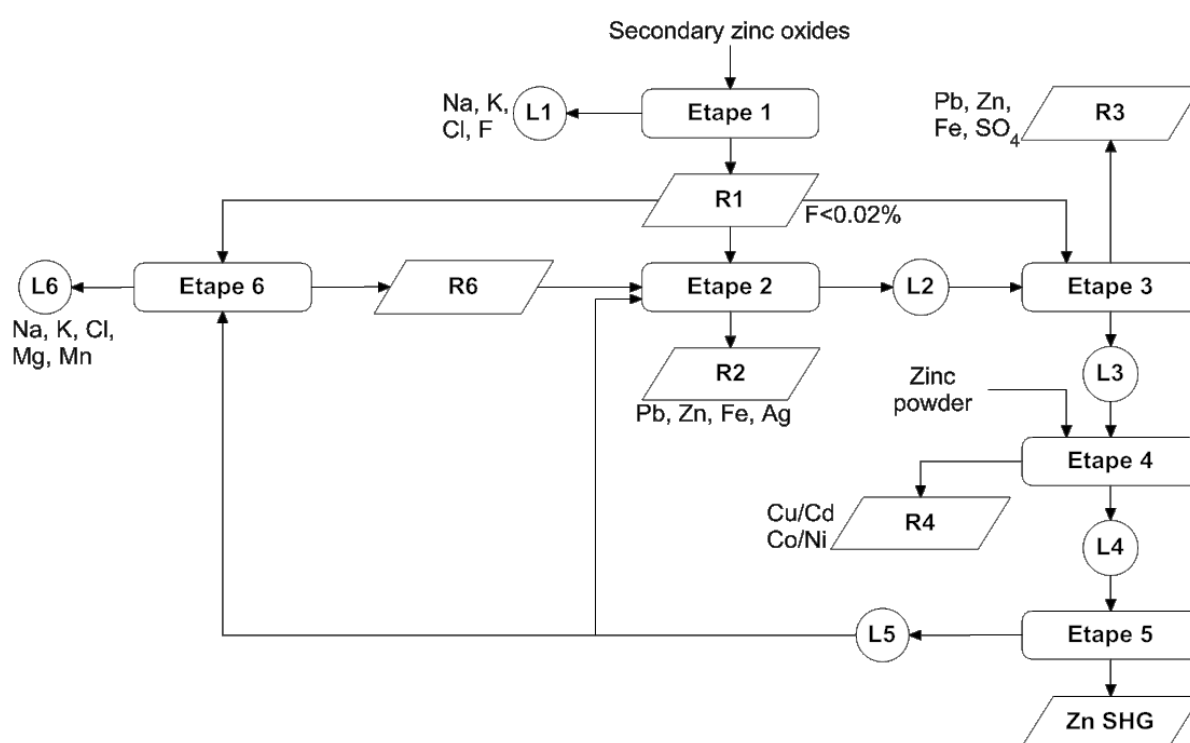 Secondary zinc oxides
Na, K,
Cl, F
L1
Etape 1
Pb, Zn,
Fe, SO4
R3
R1
F<0.02%
L6
Etape 6
R6
Etape 2
L2
Etape 3
Na, K, Cl,
Mg, Mn
R2
Pb, Zn, Fe, Ag
Zinc
powder
L3
Etape 4
Cu/Cd
Co/Ni
R4
L4
L5
Etape 5
Zn SHG